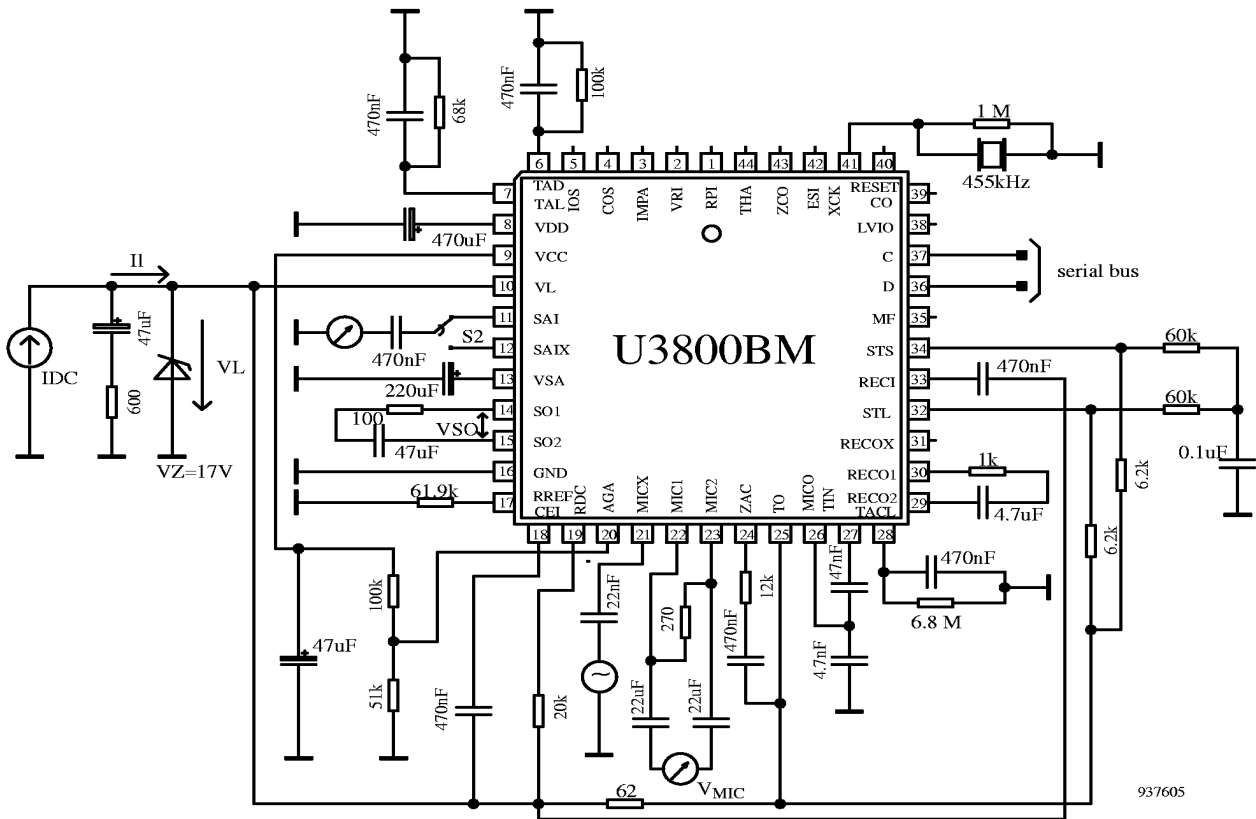 470nF
68k
470nF
100k
1 M
455kHz
6
5
4
3
2
1
44
43
42
41
40
TAD
IOS
COS
IMPA
VRI
RPI
THA
ZCO
ESI
XCK
RESET
7
TAL
CO
39
470uF
8
VDD
LVIO
38
9
VCC
C
37
serial bus
Il
10
VL
D
36
47uF
11
SAI
MF
35
470nF
S2
12
SAIX
U3800BM
STS
34
60k
IDC
VL
13
VSA
RECI
33
470nF
220uF
600
100
14
SO1
STL
32
60k
VSO
47uF
15
SO2
RECOX
31
VZ=17V
16
GND
RECO1
30
1k
0.1uF
6.2k
61.9k
17
RREF
RECO2
29
4.7uF
6.2k
CEI
RDC
AGA
MICX
MIC1
MIC2
ZAC
TO
MICO
TIN
TACL
18
19
20
21
22
23
24
25
26
27
28
100k
22nF
270
12k
47nF
470nF
6.8 M
47uF
51k
470nF
20k
22uF
22uF
470nF
4.7nF
VMIC
62
937605